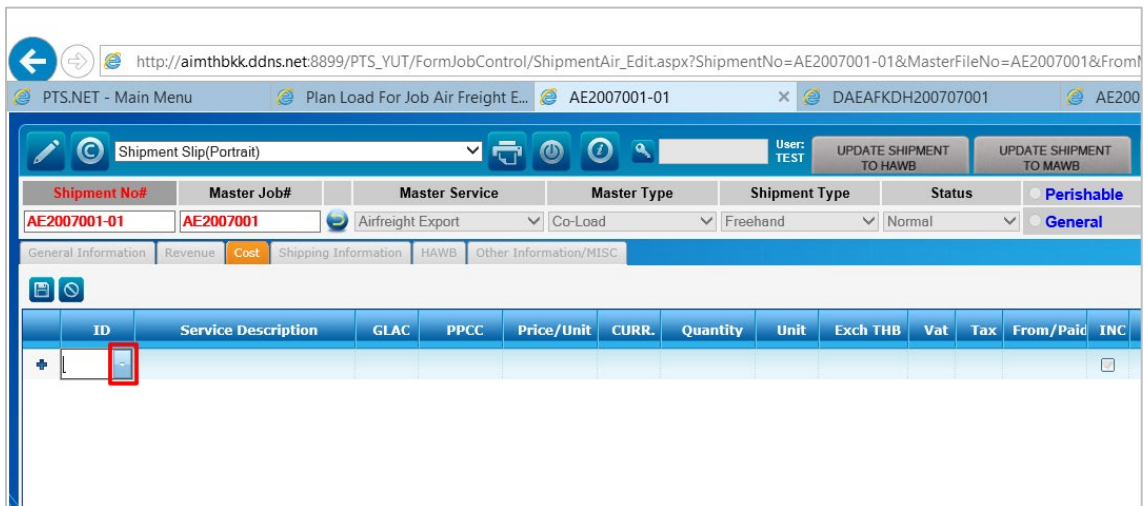 http://aimthbkk.ddns.net:8899/PTS_YUT/FormJobControl/ShipmentAir_Edit.aspx?ShipmentNo=AE2007001-01&MasterFileNo=AE2007001&From
PTS.NET - Main Menu Plan Load For Job Air Freight E... AE2007001-01 DAEAFKDH200707001 AE200
Shipment Slip(Portrait) User: TEST UPDATE SHIPMENT TO HAWB UPDATE SHIPMENT TO MAWB
Shipment No# Master Job# Master Service Master Type Shipment Type Status Perishable
AE2007001-01 AE2007001 Airfreight Export Co-Load Freehand Normal General
General Information Revenue Cost Shipping Information HAWB Other Information/MISC
ID Service Description GLAC PPCC Price/Unit CURR. Quantity Unit Exch THB Vat Tax From/Paid INC